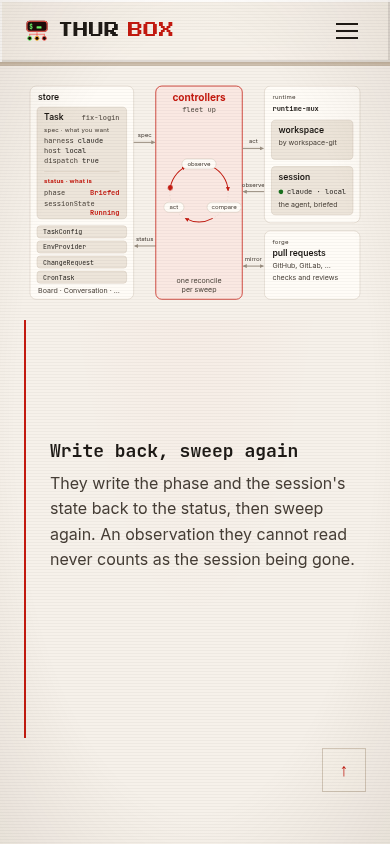 $ =
THUR BOX
store
Task fix-login
spec · what you want
harness claude
host local
dispatch true
status · what is
phase Briefed
sessionState
Running
TaskConfig
EnvProvider
ChangeRequest
CronTask
Board · Conversation · ...
spec
status
controllers
fleet up
observe
act
compare
one reconcile
per sweep
act
observe
mirror
runtime
runtime-mux
workspace
by workspace-git
session
claude · local
the agent, briefed
forge
pull requests
GitHub, GitLab, ...
checks and reviews
Write back, sweep again
They write the phase and the session's
state back to the status, then sweep
again. An observation they cannot read
never counts as the session being gone.
↑